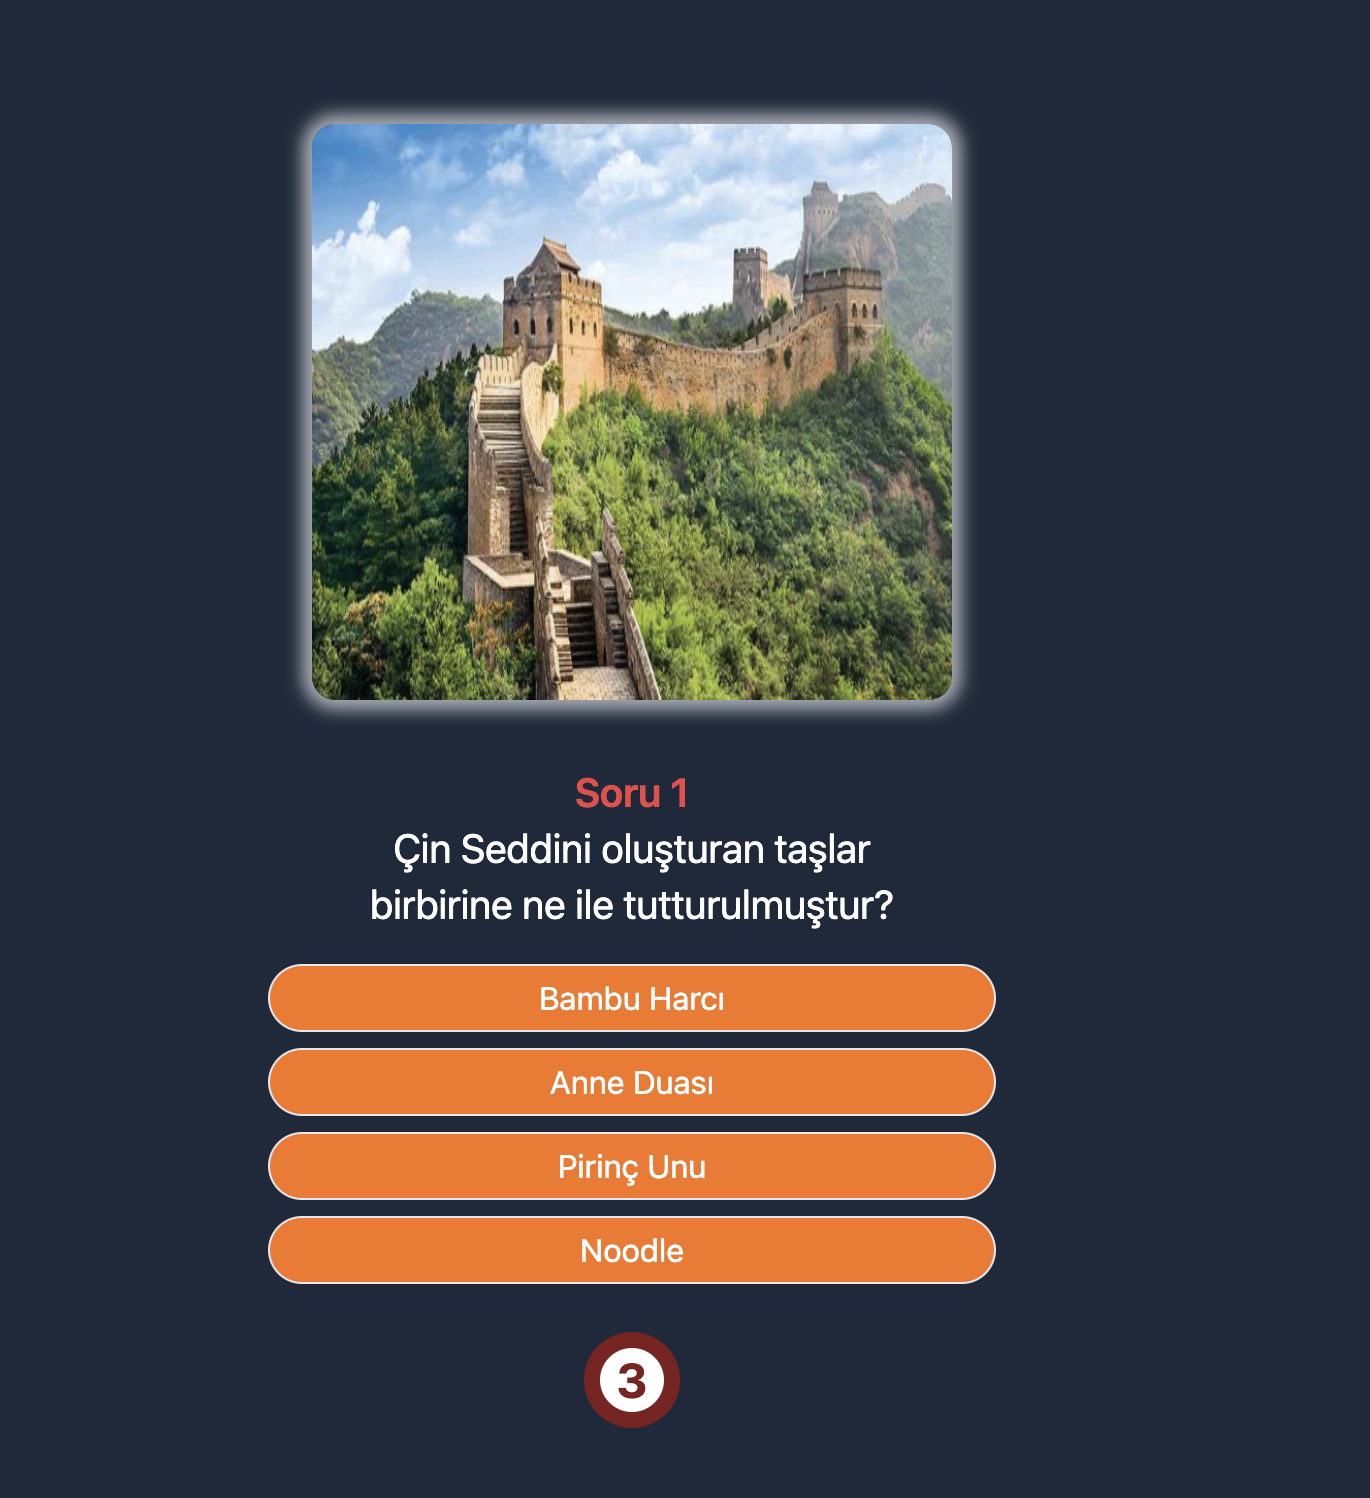 Soru 1
Çin Seddini oluşturan taşlar
birbirine ne ile tutturulmuştur?
Bambu Harcı
Anne Duası
Pirinç Unu
Noodle
3